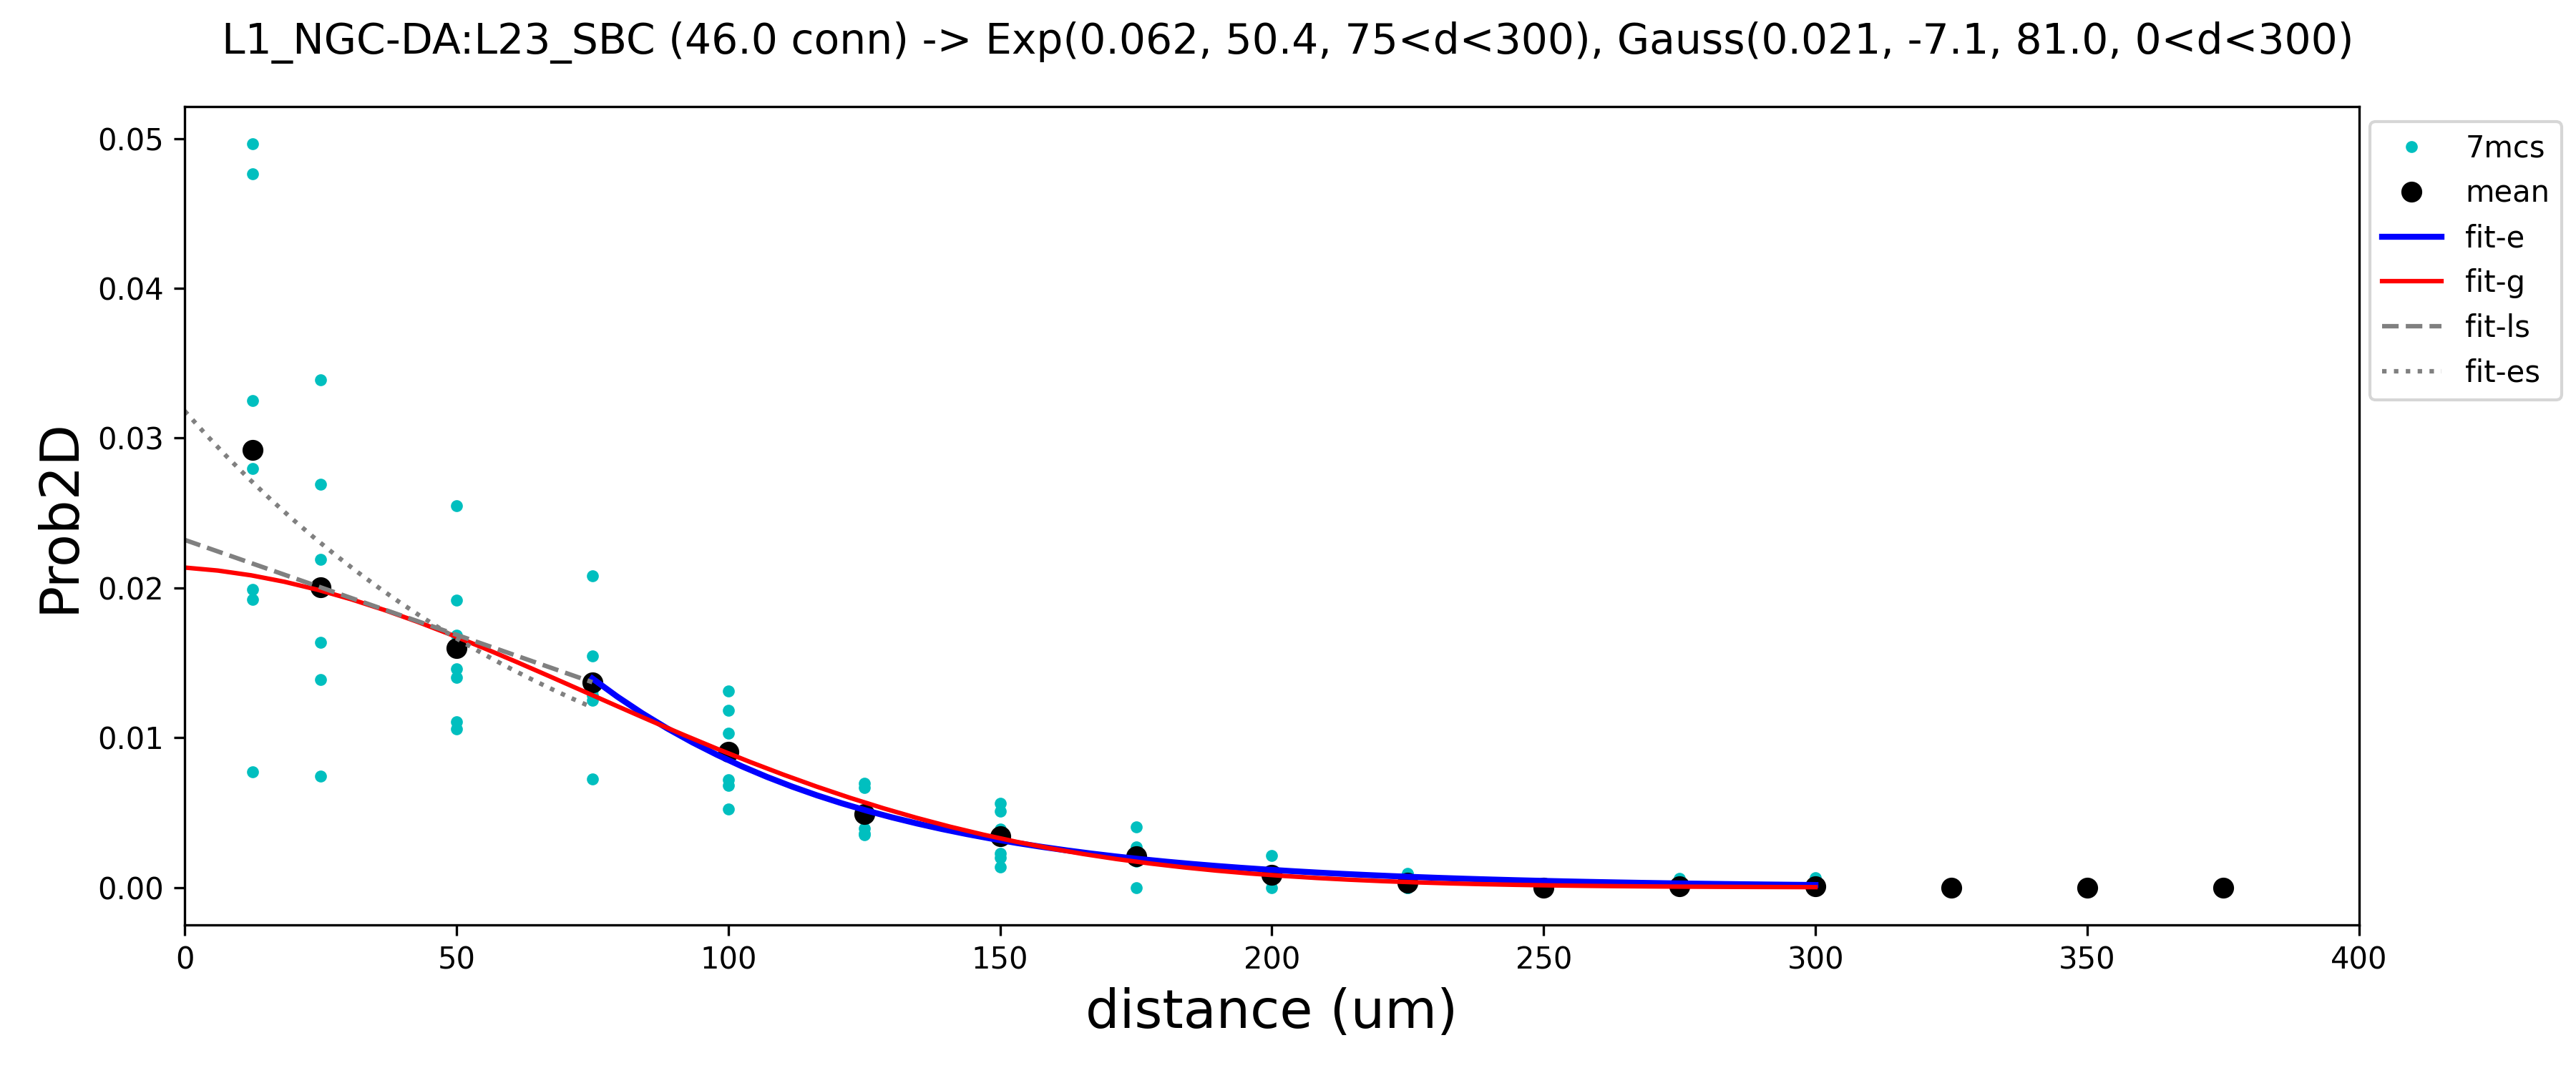 L1_NGC-DA:L23_SBC (46.0 conn) -> Exp(0.062, 50.4, 75<d<300), Gauss(0.021, -7.1, 81.0, 0<d<300)
0.05
0.04
0.03
0.02
0.01
0.00
Prob2D
0 50 100 150 200 250 300 350 400
distance (um)
7mcs
mean
fit-e
fit-g
fit-ls
fit-es